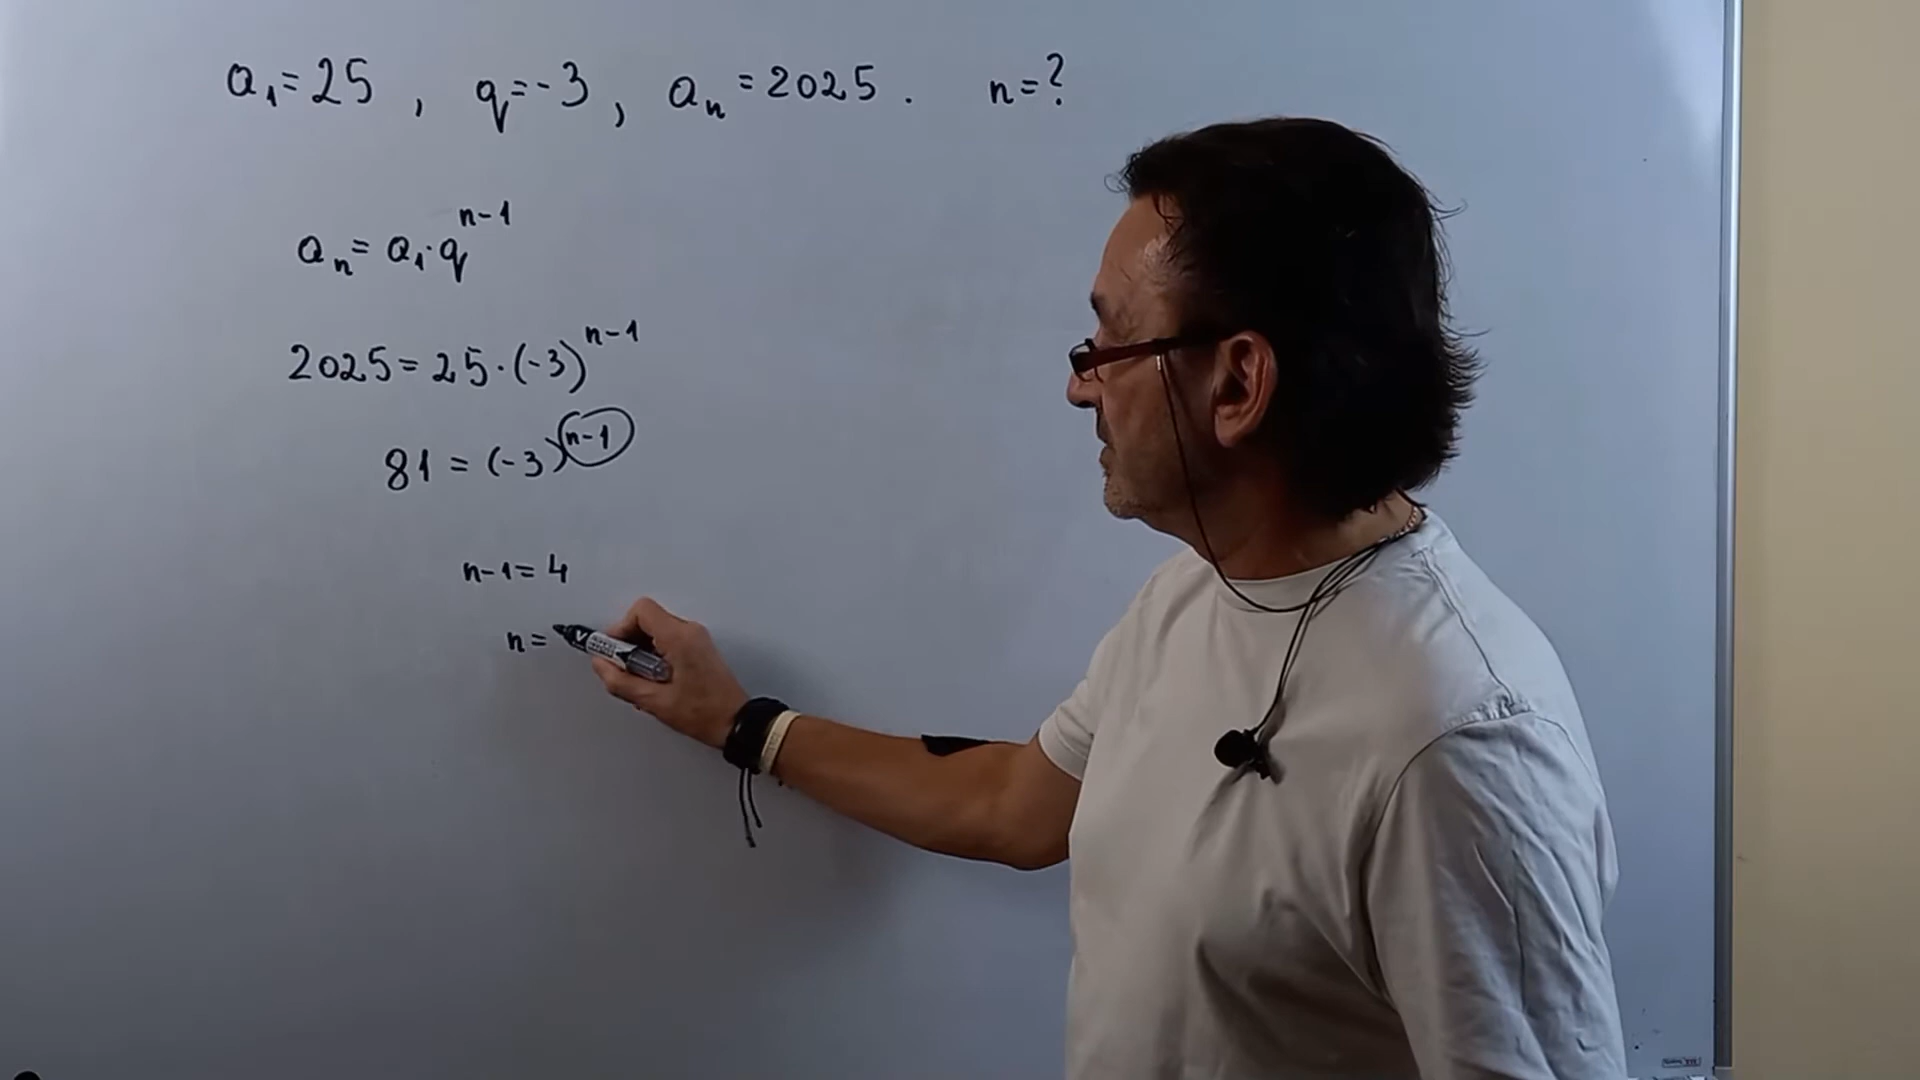 a₁=25, q=-3, aₙ=2025. n=?
aₙ=a₁·qⁿ⁻¹
2025=25·(-3)ⁿ⁻¹
81=(-3)ⁿ⁻¹
n-1=4
n=